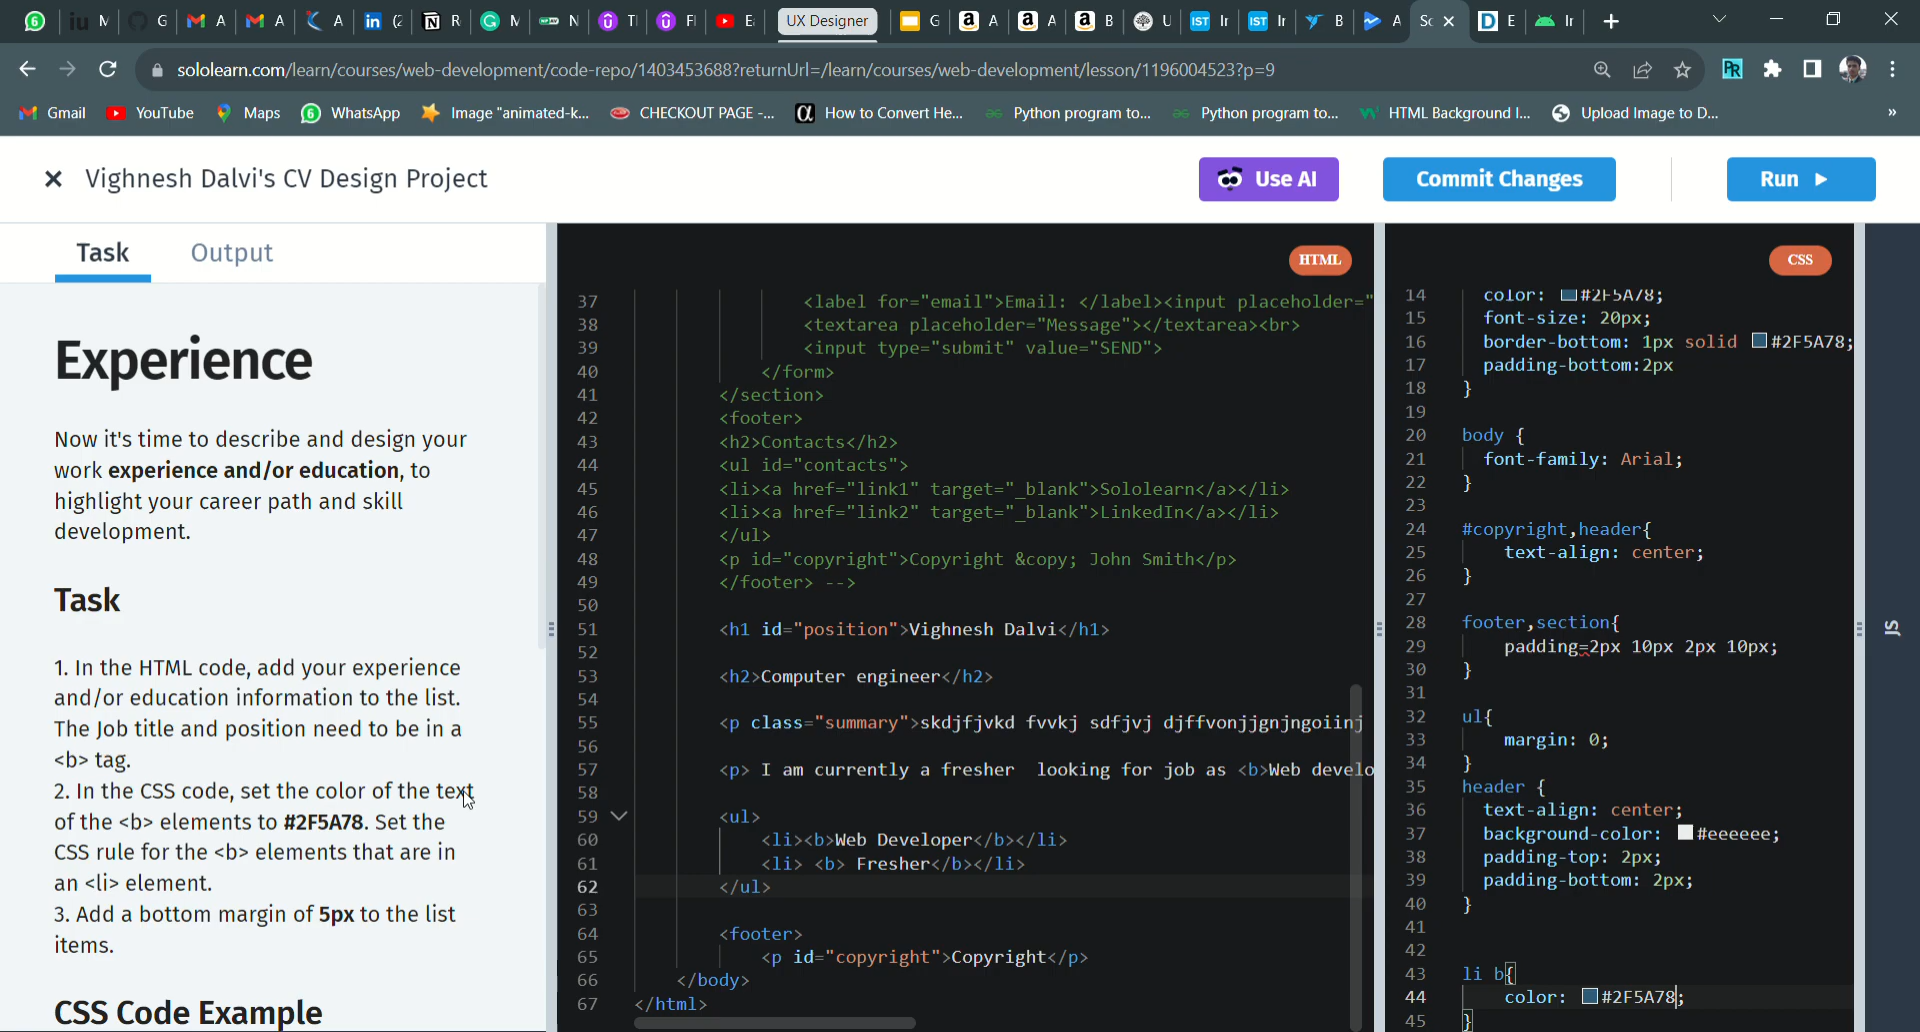 M
G
A
A
A
(2
R
M
N
Tl
Fl
E
UX Designer
G
A
A
B
U
Ir
Ir
B
A
Sc
E
Ir
sololearn.com/learn/courses/web-development/code-repo/1403453688?returnUrl=/learn/courses/web-development/lesson/1196004523?p=9
Gmail
YouTube
Maps
WhatsApp
Image "animated-k...
CHECKOUT PAGE -...
How to Convert He...
Python program to...
Python program to...
HTML Background I...
Upload Image to D...
»
Vighnesh Dalvi's CV Design Project
Use AI
Commit Changes
Run
Task
Output
Experience
Now it's time to describe and design your
work experience and/or education, to
highlight your career path and skill
development.
Task
1. In the HTML code, add your experience
and/or education information to the list.
The Job title and position need to be in a
<b> tag.
2. In the CSS code, set the color of the text
of the <b> elements to #2F5A78. Set the
CSS rule for the <b> elements that are in
an <li> element.
3. Add a bottom margin of 5px to the list
items.
CSS Code Example
HTML
37 <label for="email">Email: </label><input placeholder="
38 <textarea placeholder="Message"></textarea><br>
39 <input type="submit" value="SEND">
40 </form>
41 </section>
42 <footer>
43 <h2>Contacts</h2>
44 <ul id="contacts">
45 <li><a href="link1" target="_blank">Sololearn</a></li>
46 <li><a href="link2" target="_blank">LinkedIn</a></li>
47 </ul>
48 <p id="copyright">Copyright &copy; John Smith</p>
49 </footer> -->
50
51 <h1 id="position">Vighnesh Dalvi</h1>
52
53 <h2>Computer engineer</h2>
54
55 <p class="summary">skdjfjvkd fvvkj sdfjvj djffvonjjgnjngoiinj
56
57 <p> I am currently a fresher  looking for job as <b>Web develo
58
59 <ul>
60 <li><b>Web Developer</b></li>
61 <li> <b> Fresher</b></li>
62 </ul>
63
64 <footer>
65 <p id="copyright">Copyright</p>
66 </body>
67 </html>
CSS
14 color: #2F5A78;
15 font-size: 20px;
16 border-bottom: 1px solid #2F5A78;
17 padding-bottom:2px
18 }
19
20 body {
21 font-family: Arial;
22 }
23
24 #copyright,header{
25 text-align: center;
26 }
27
28 footer,section{
29 padding=2px 10px 2px 10px;
30 }
31
32 ul{
33 margin: 0;
34 }
35 header {
36 text-align: center;
37 background-color: #eeeeee;
38 padding-top: 2px;
39 padding-bottom: 2px;
40 }
41
42
43 li b{
44 color: #2F5A78;
45 }
JS